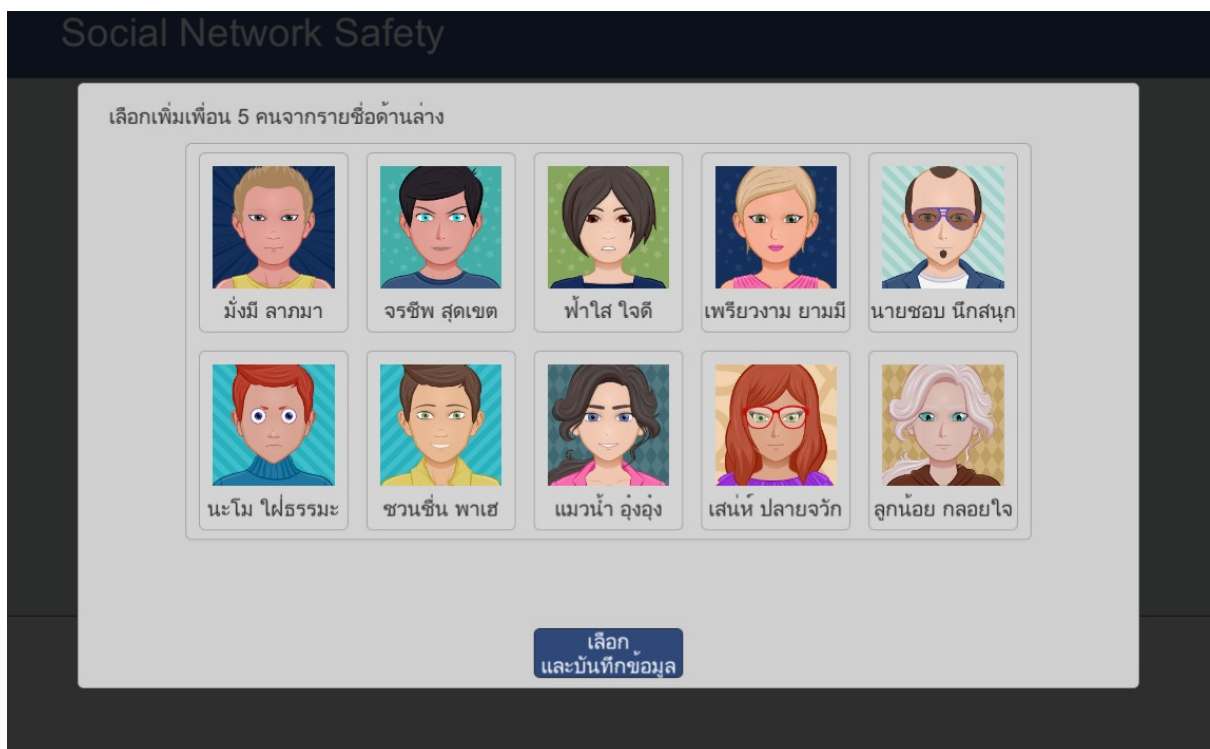 Social Network Safety
เลือกเพิ่มเพื่อน 5 คนจากรายชื่อด้านล่าง
มั่งมี ลาภมา
จรชีพ สุดเขต
ฟ้าใส ใจดี
เพรียวงาม ยามมี
นายชอบ นึกสนุก
นะโม ใฝ่ธรรมะ
ชวนชื่น พาเฮ
แมวน้ำ อุ๋งอุ๋ง
เสน่ห์ ปลายจวัก
ลูกน้อย กลอยใจ
เลือก
และบันทึกข้อมูล